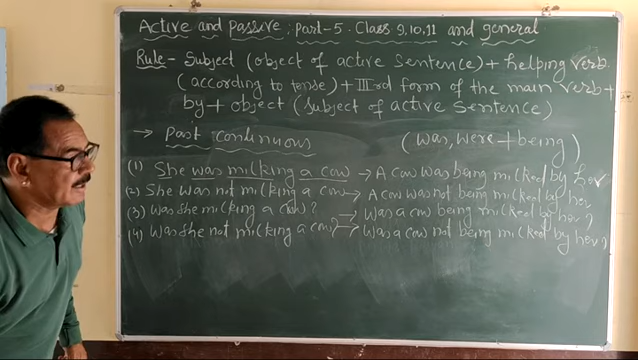 Active and passive: Part-5. Class 9,10,11 and general
Rule - Subject (object of active sentence) + helping verb
(according to tense) + IIIrd form of the main verb +
by + object (subject of active sentence)
→ Past continuous (was, were + being)
(1) She was milking a cow → A cow was being milked by her
(2) She was not milking a cow → A cow was not being milked by her
(3) Was she milking a cow? → Was a cow being milked by her?
(4) Was she not milking a cow? → Was a cow not being milked by her?